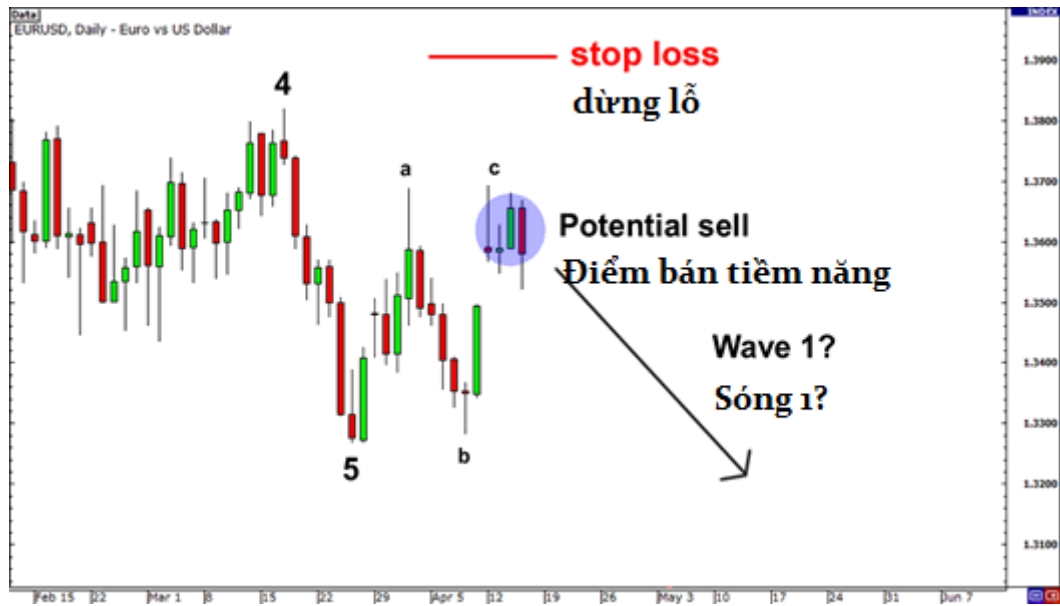 Data
INDEX
EURUSD, Daily - Euro vs US Dollar
1.3900
stop loss
dừng lỗ
4
1.3800
a
c
1.3700
Potential sell
1.3600
Điểm bán tiềm năng
1.3500
Wave 1?
1.3400
Sóng 1?
1.3300
b
5
1.3200
1.3100
Feb 15 22 Mar 1 8 15 22 29 Apr 5 12 19 26 May 3 10 17 24 31 Jun 7